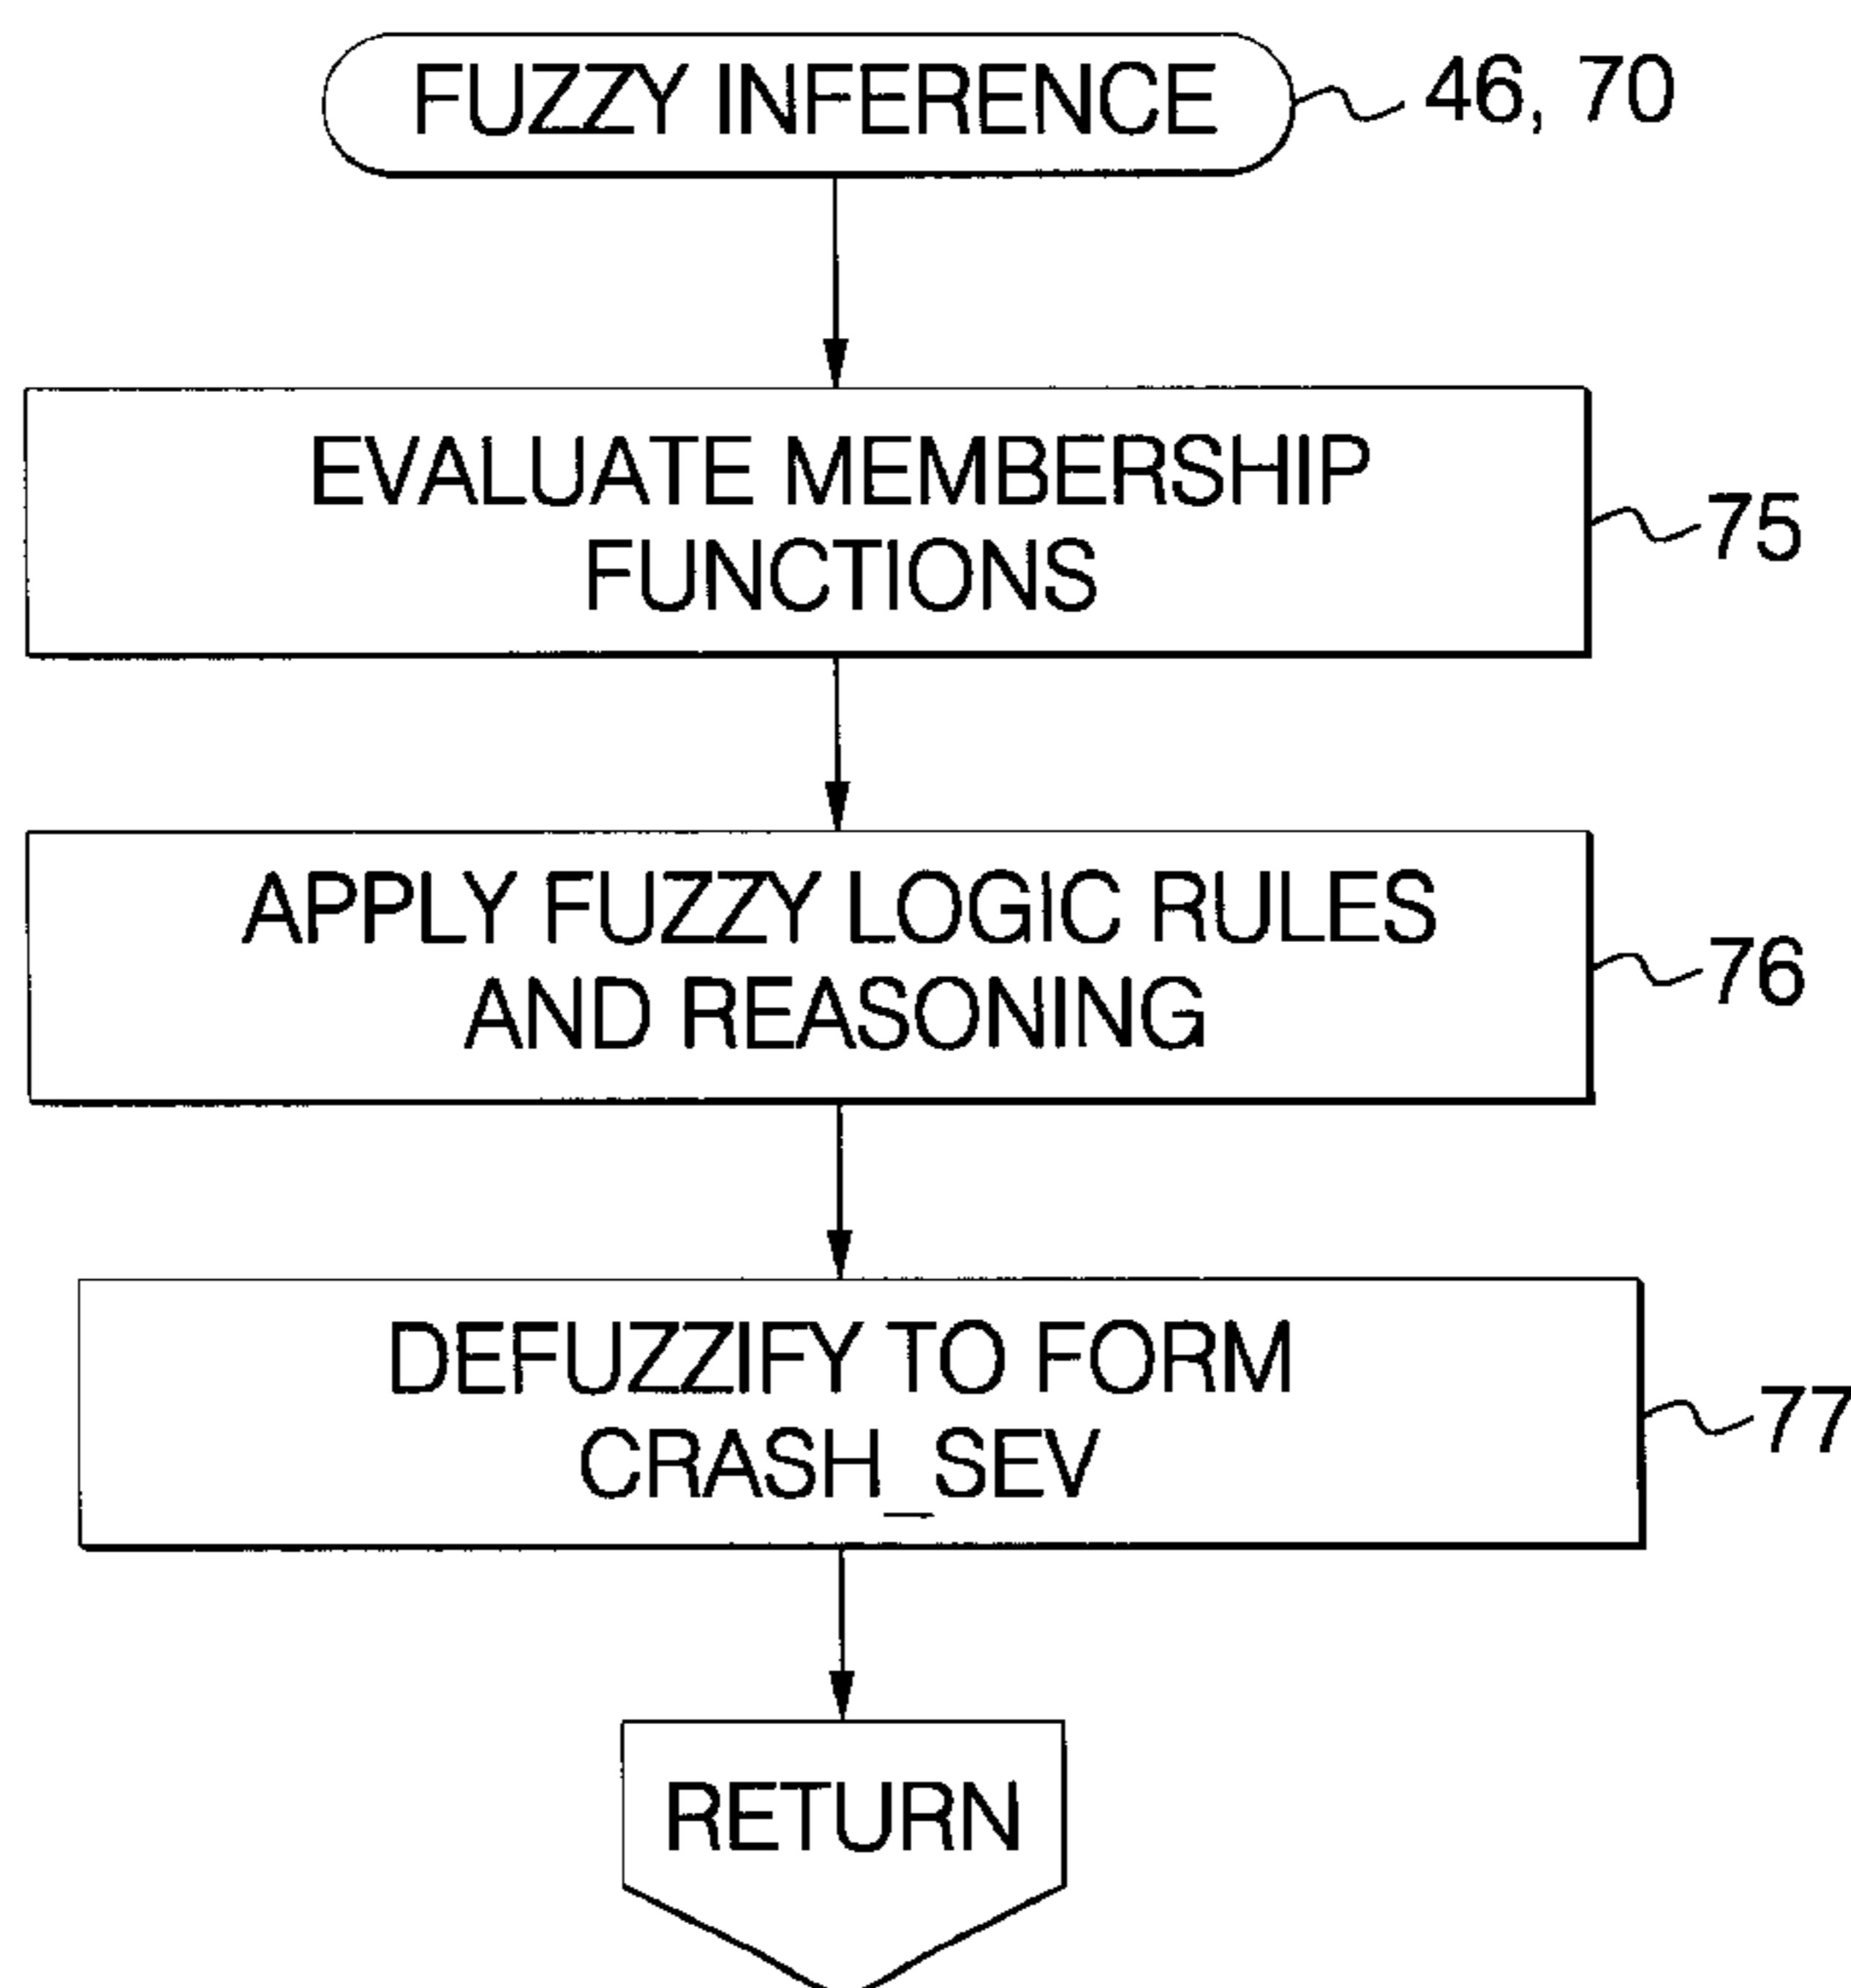 FUZZY INFERENCE
46, 70
EVALUATE MEMBERSHIP
FUNCTIONS
75
APPLY FUZZY LOGIC RULES
AND REASONING
76
DEFUZZIFY TO FORM
CRASH_SEV
77
RETURN